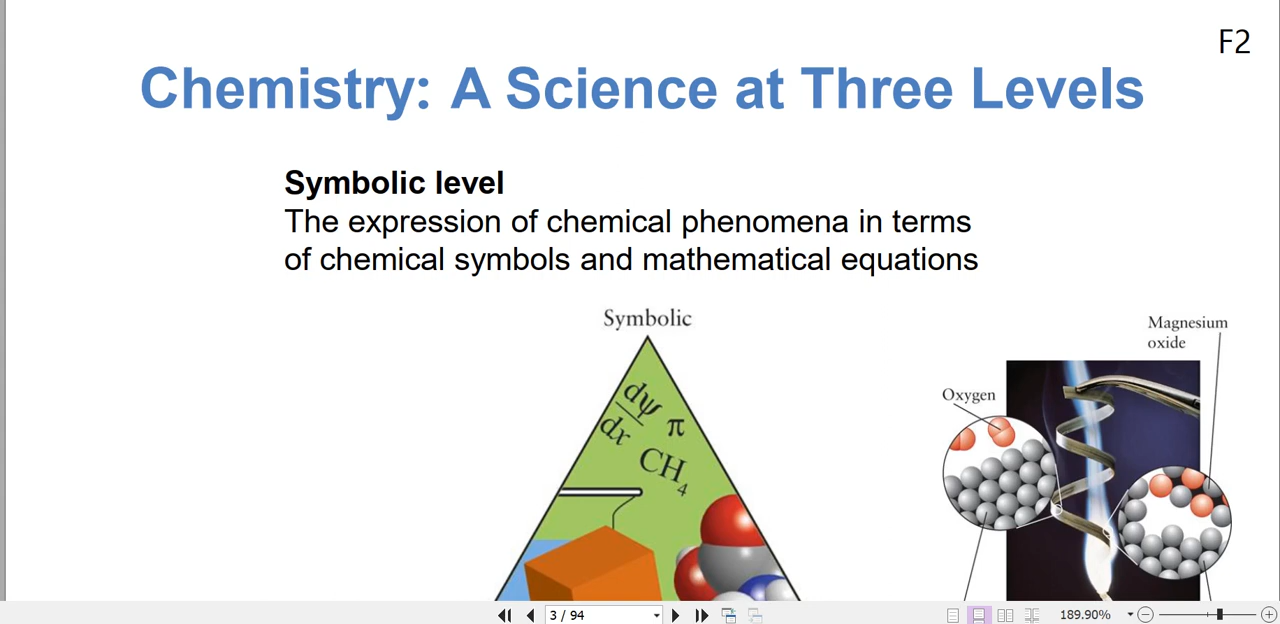 F2
Chemistry: A Science at Three Levels
Symbolic level
The expression of chemical phenomena in terms
of chemical symbols and mathematical equations
Symbolic
dψ
dx
π
CH₄
Magnesium
oxide
Oxygen
3 / 94
189.90%